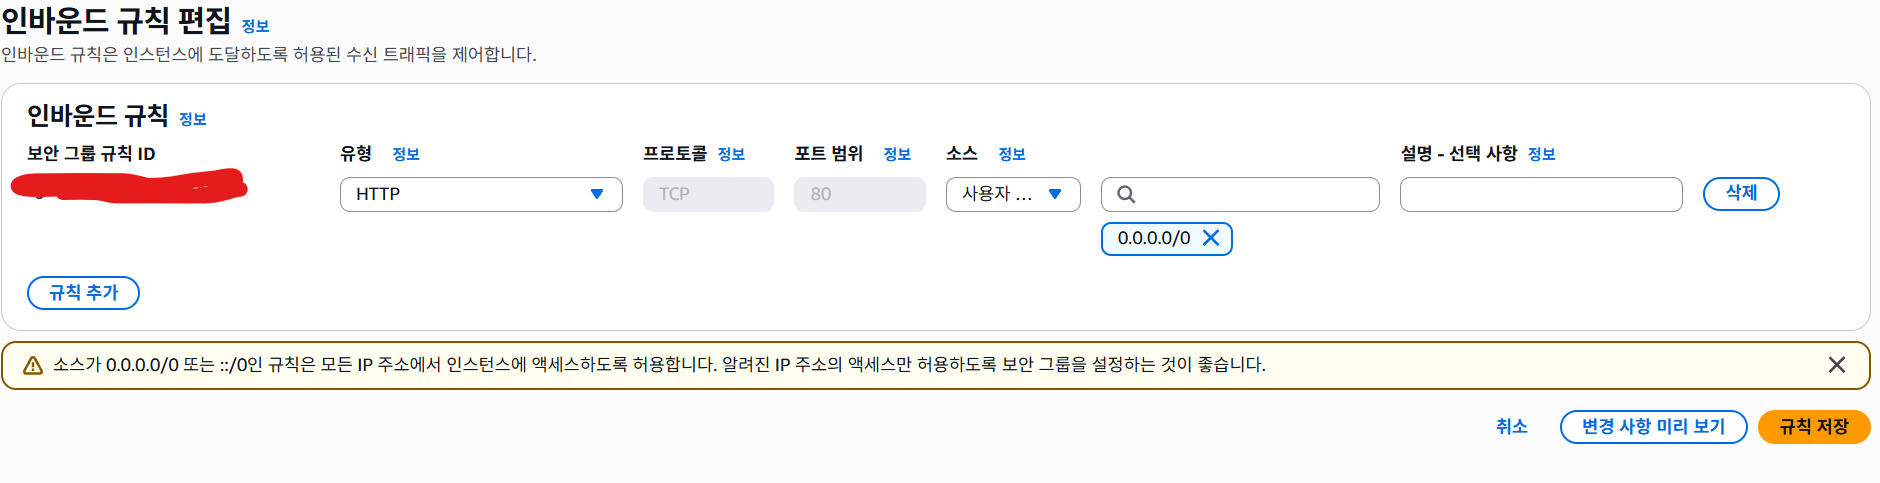 인바운드 규칙 편집 정보
인바운드 규칙은 인스턴스에 도달하도록 허용된 수신 트래픽을 제어합니다.
인바운드 규칙 정보
보안 그룹 규칙 ID 유형 정보 프로토콜 정보 포트 범위 정보 소스 정보 설명 - 선택 사항 정보
HTTP TCP 80 사용자 ... 삭제
0.0.0.0/0
규칙 추가
소스가 0.0.0.0/0 또는 ::/0인 규칙은 모든 IP 주소에서 인스턴스에 액세스하도록 허용합니다. 알려진 IP 주소의 액세스만 허용하도록 보안 그룹을 설정하는 것이 좋습니다.
취소 변경 사항 미리 보기 규칙 저장